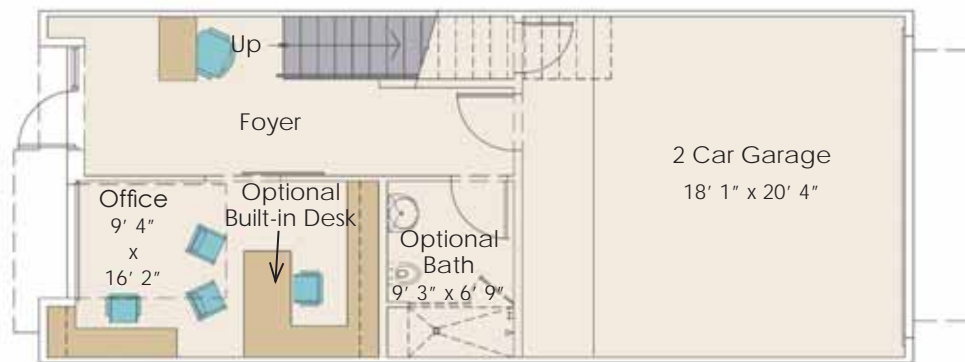 Up
Foyer
2 Car Garage
18' 1" x 20' 4"
Office
9' 4"
x
16' 2"
Optional
Built-in Desk
Optional
Bath
9' 3" x 6' 9"